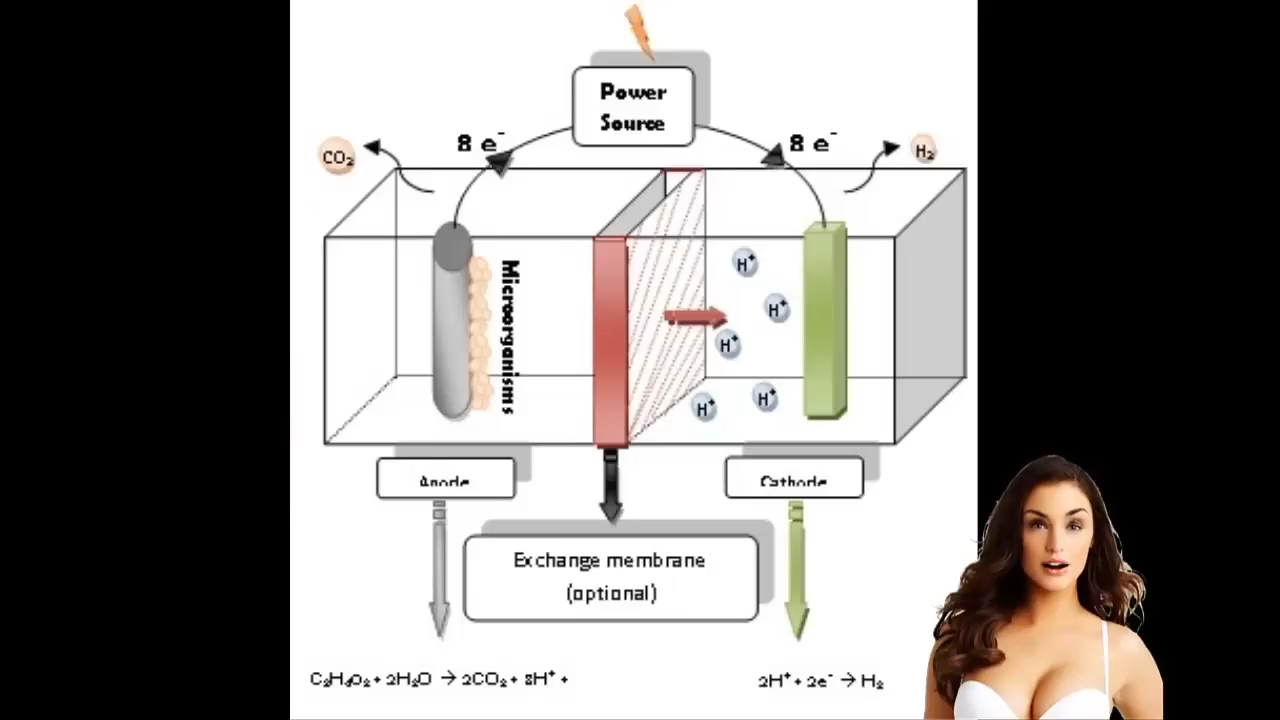 Power
Source
8 e⁻
8 e⁻
CO₂
H₂
Microorganisms
H⁺
H⁺
H⁺
H⁺
H⁺
Anode
Cathode
Exchange membrane
(optional)
C₂H₄O₂ + 2H₂O → 2CO₂ + 8H⁺ +
2H⁺ + 2e⁻ → H₂